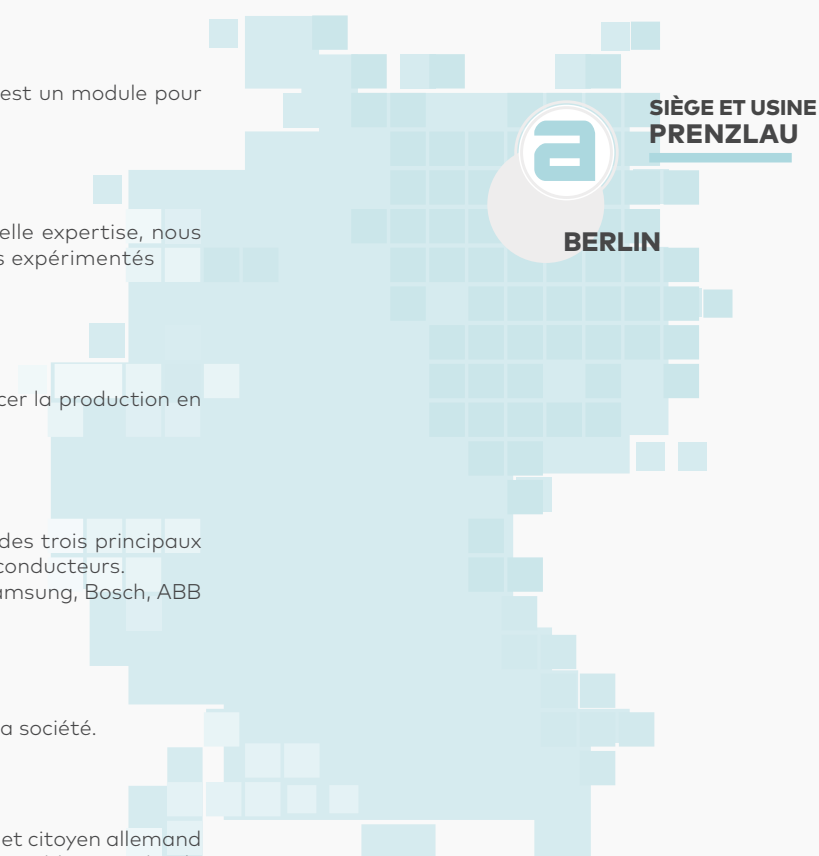 est un module pour
SIÈGE ET USINE
PRENZLAU
a
elle expertise, nous
expérimentés
BERLIN
cer la production en
des trois principaux
conducteurs.
amsung, Bosch, ABB
a société.
et citoyen allemand